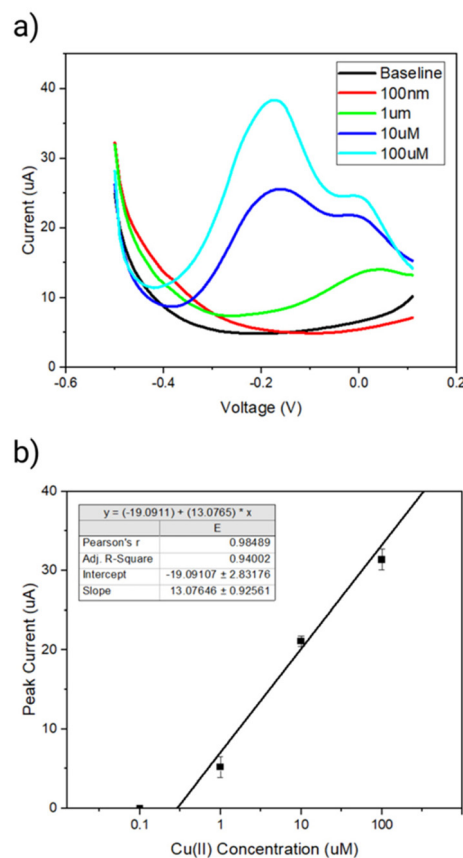 a)
Baseline
100nm
1um
10uM
100uM
Current (uA)
40
30
20
10
0
-0.6
-0.4
-0.2
0.0
Voltage (V)
b)
y = (-19.0911) + (13.0765) * x
E
Pearson's r 0.98489
Adj. R-Square 0.94002
Intercept -19.09107 ± 2.83176
Slope 13.07646 ± 0.92561
Peak Current (uA)
40
30
20
10
0
0.1
1
10
100
Cu(II) Concentration (uM)